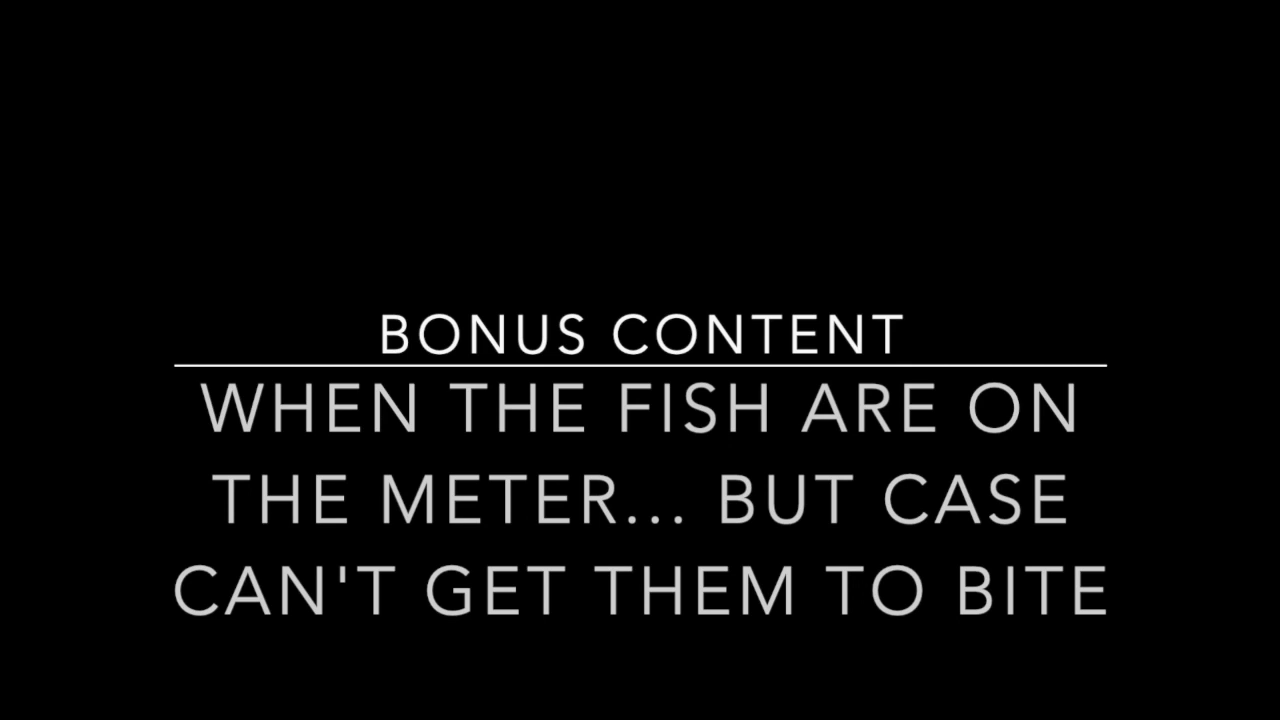 BONUS CONTENT
WHEN THE FISH ARE ON
THE METER... BUT CASE
CAN'T GET THEM TO BITE